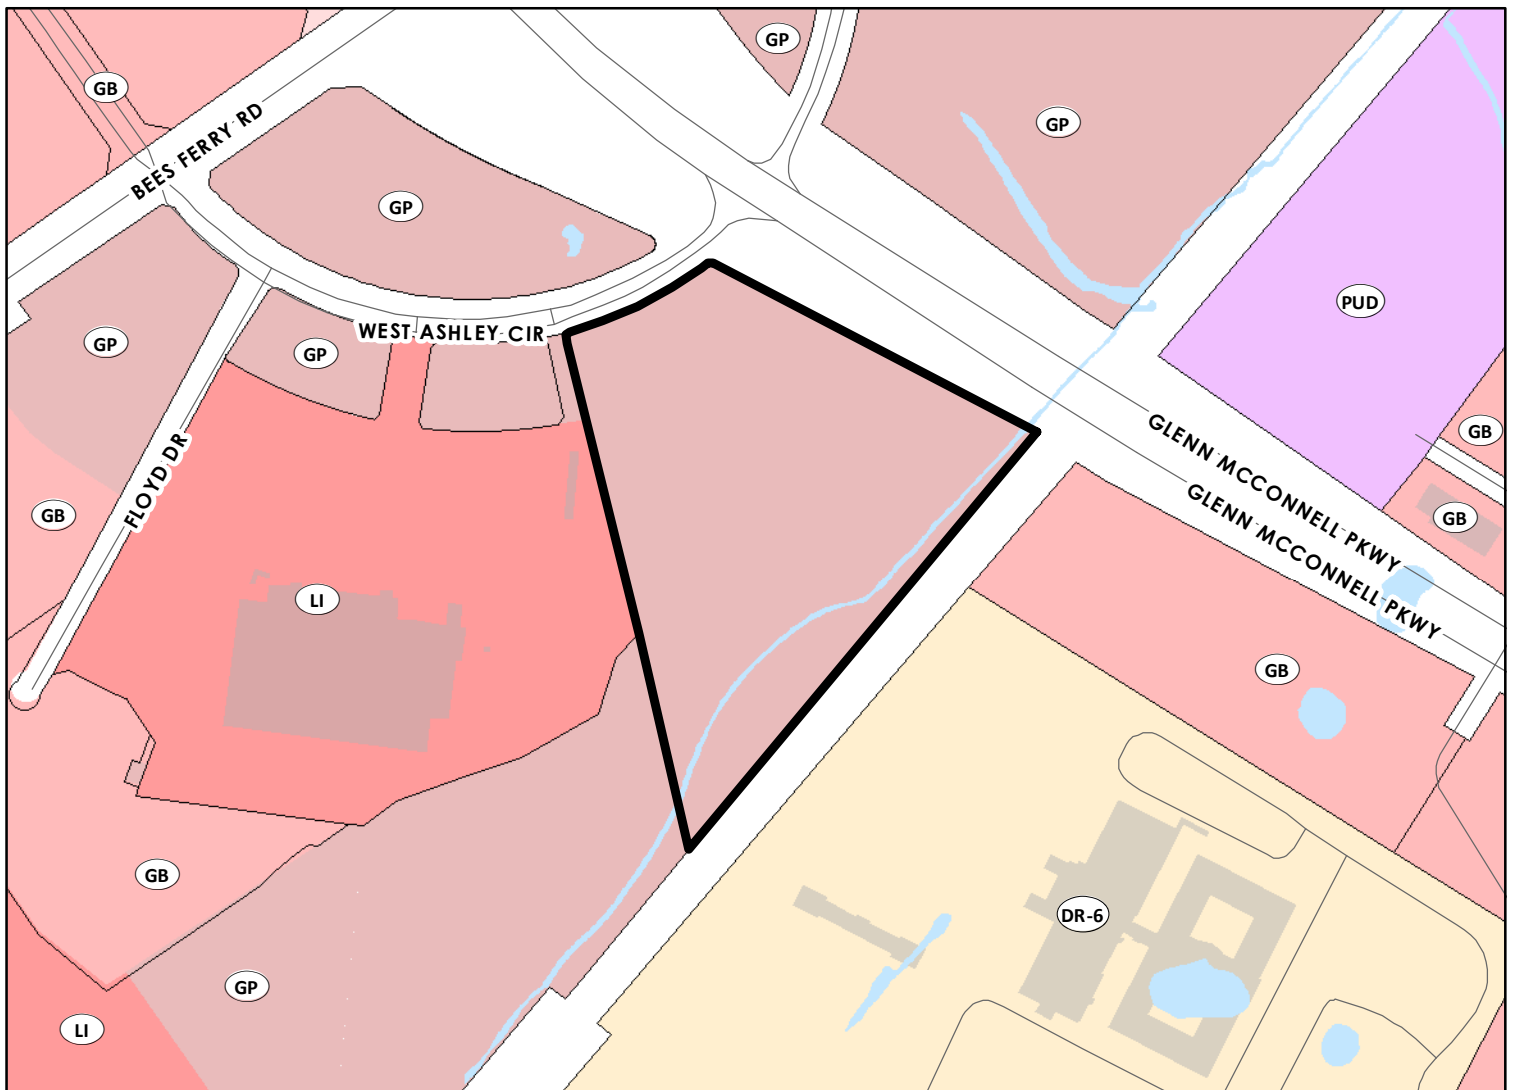 GP
GB
GP
BEES FERRY RD
GP
PUD
GP
WEST ASHLEY CIR
GP
GLENN MCCONNELL PKWY
GB
FLOYD DR
GLENN MCCONNELL PKWY
GB
GB
LI
GB
GB
DR-6
GP
LI